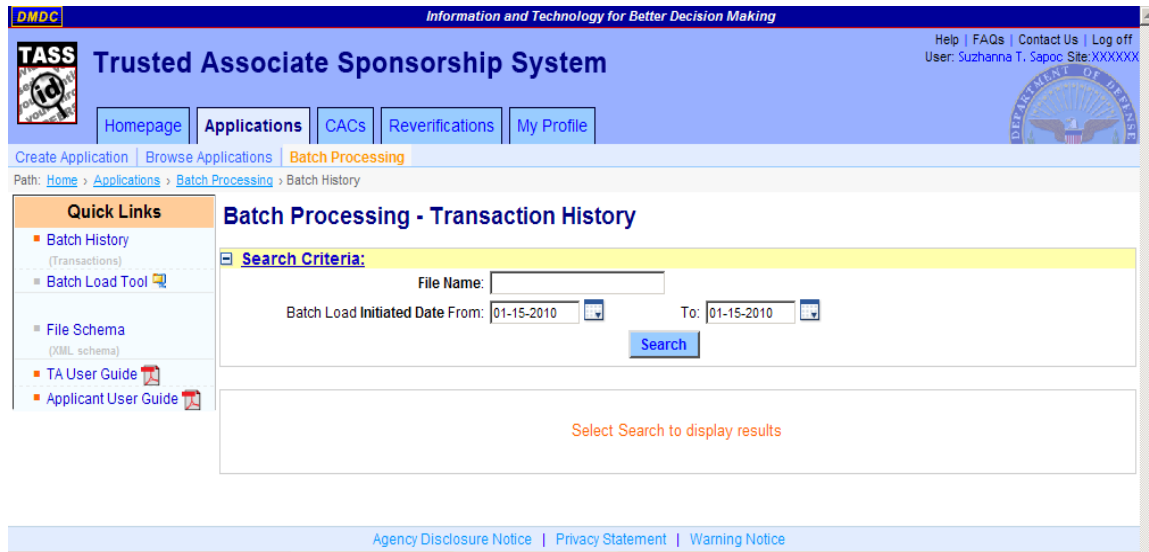 DMDC
Information and Technology for Better Decision Making
TASS
Trusted Associate Sponsorship System
Help | FAQs | Contact Us | Log off
User: Suzhanna T. Sapoc Site:XXXXXX
DEPARTMENT OF DEFENSE
Homepage Applications CACs Reverifications My Profile
Create Application | Browse Applications | Batch Processing
Path: Home › Applications › Batch Processing › Batch History
Quick Links
Batch History
(Transactions)
Batch Load Tool
File Schema
(XML schema)
TA User Guide
Applicant User Guide
Batch Processing - Transaction History
Search Criteria:
File Name:
Batch Load Initiated Date From: 01-15-2010 To: 01-15-2010
Search
Select Search to display results
Agency Disclosure Notice | Privacy Statement | Warning Notice